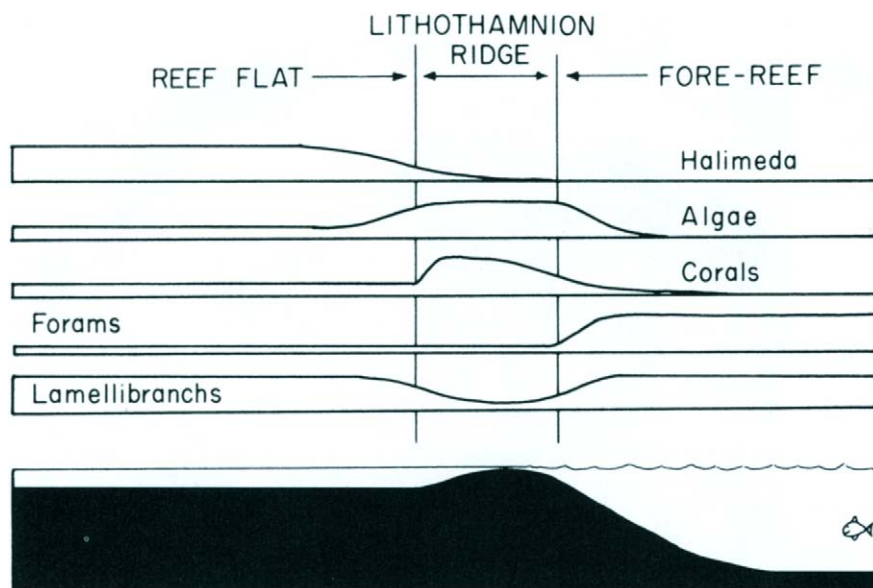 LITHOTHAMNION
RIDGE
REEF FLAT
FORE-REEF
Halimeda
Algae
Corals
Forams
Lamellibranchs